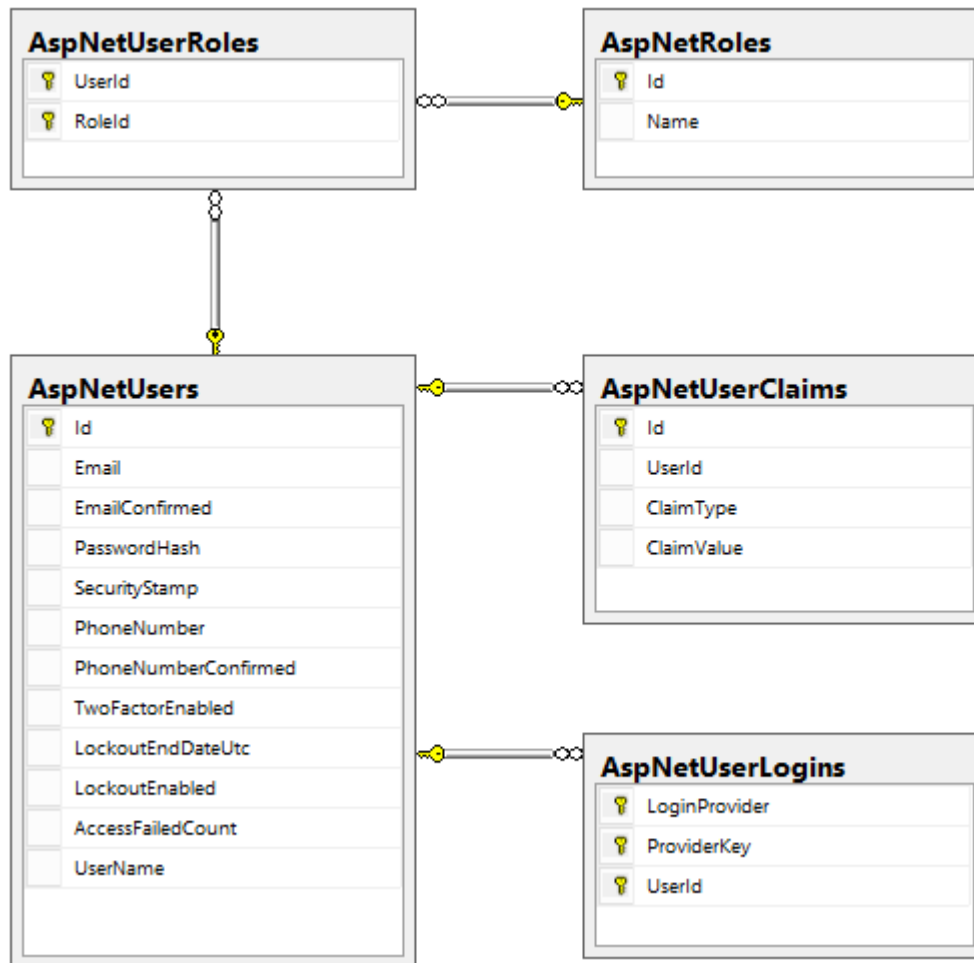 AspNetUserRoles
UserId
RoleId
AspNetRoles
Id
Name
AspNetUsers
Id
Email
EmailConfirmed
PasswordHash
SecurityStamp
PhoneNumber
PhoneNumberConfirmed
TwoFactorEnabled
LockoutEndDateUtc
LockoutEnabled
AccessFailedCount
UserName
AspNetUserClaims
Id
UserId
ClaimType
ClaimValue
AspNetUserLogins
LoginProvider
ProviderKey
UserId